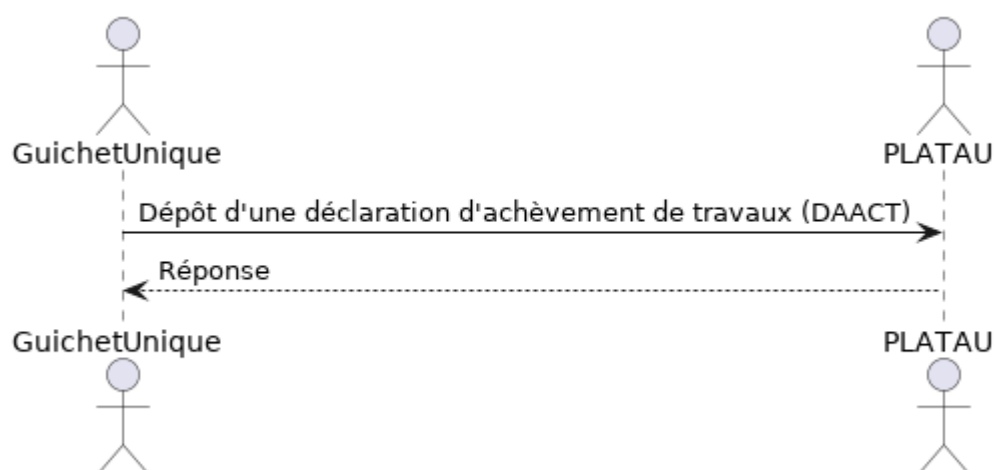 GuichetUnique
PLATAU
Dépôt d'une déclaration d'achèvement de travaux (DAACT)
Réponse
GuichetUnique
PLATAU